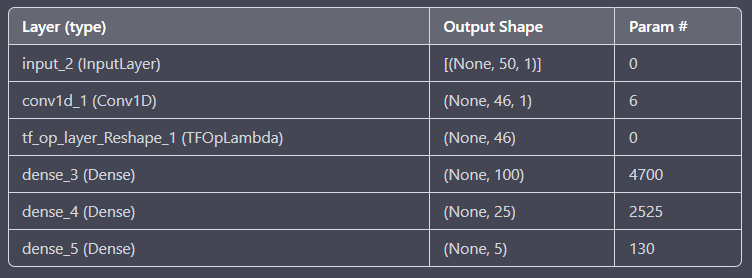 Layer (type) Output Shape Param #
input_2 (InputLayer) [(None, 50, 1)] 0
conv1d_1 (Conv1D) (None, 46, 1) 6
tf_op_layer_Reshape_1 (TFOpLambda) (None, 46) 0
dense_3 (Dense) (None, 100) 4700
dense_4 (Dense) (None, 25) 2525
dense_5 (Dense) (None, 5) 130